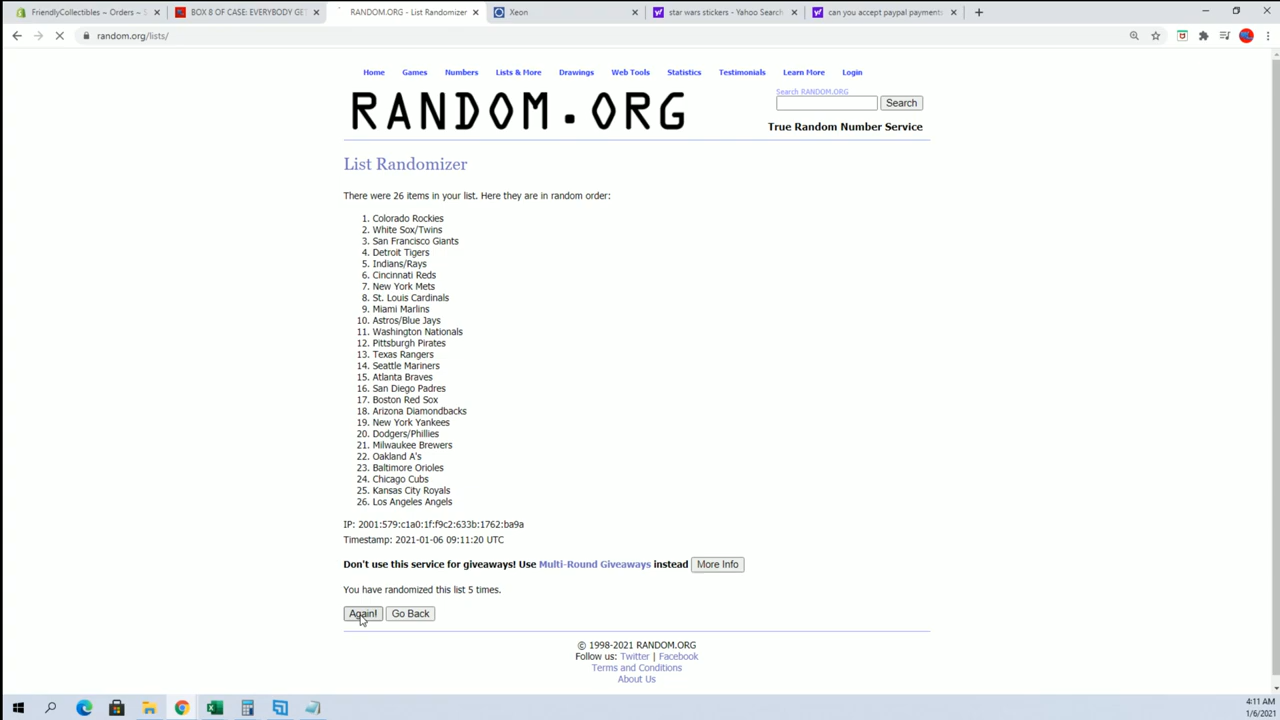 FriendlyCollectibles ~ Orders ~ S
BOX 8 OF CASE: EVERYBODY GE
RANDOM.ORG - List Randomizer
Xeon
star wars stickers - Yahoo Search
can you accept paypal payments
random.org/lists/
Home Games Numbers Lists & More Drawings Web Tools Statistics Testimonials Learn More Login
RANDOM.ORG
Search RANDOM.ORG
Search
True Random Number Service
List Randomizer
There were 26 items in your list. Here they are in random order:
1. Colorado Rockies
2. White Sox/Twins
3. San Francisco Giants
4. Detroit Tigers
5. Indians/Rays
6. Cincinnati Reds
7. New York Mets
8. St. Louis Cardinals
9. Miami Marlins
10. Astros/Blue Jays
11. Washington Nationals
12. Pittsburgh Pirates
13. Texas Rangers
14. Seattle Mariners
15. Atlanta Braves
16. San Diego Padres
17. Boston Red Sox
18. Arizona Diamondbacks
19. New York Yankees
20. Dodgers/Phillies
21. Milwaukee Brewers
22. Oakland A's
23. Baltimore Orioles
24. Chicago Cubs
25. Kansas City Royals
26. Los Angeles Angels
IP: 2001:579:c1a0:1f:f9c2:633b:1762:ba9a
Timestamp: 2021-01-06 09:11:20 UTC
Don't use this service for giveaways! Use Multi-Round Giveaways instead More Info
You have randomized this list 5 times.
Again! Go Back
© 1998-2021 RANDOM.ORG
Follow us: Twitter | Facebook
Terms and Conditions
About Us
4:11 AM
1/6/2021